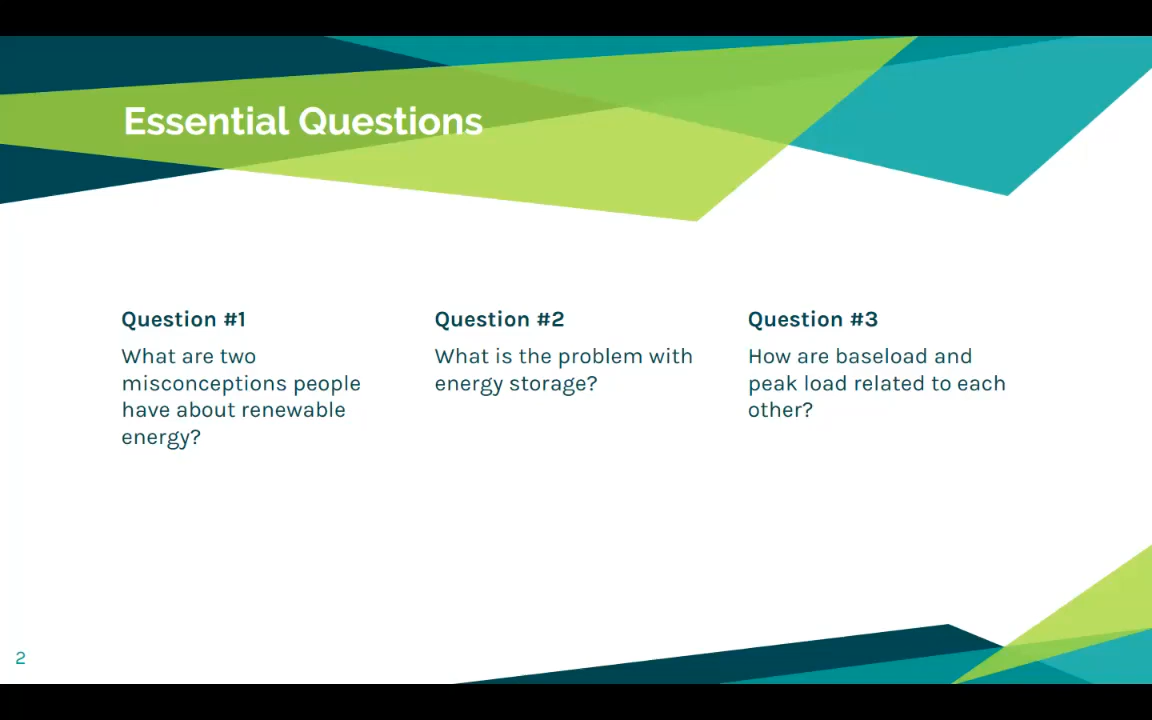 Essential Questions
Question #1
What are two
misconceptions people
have about renewable
energy?
Question #2
What is the problem with
energy storage?
Question #3
How are baseload and
peak load related to each
other?
2